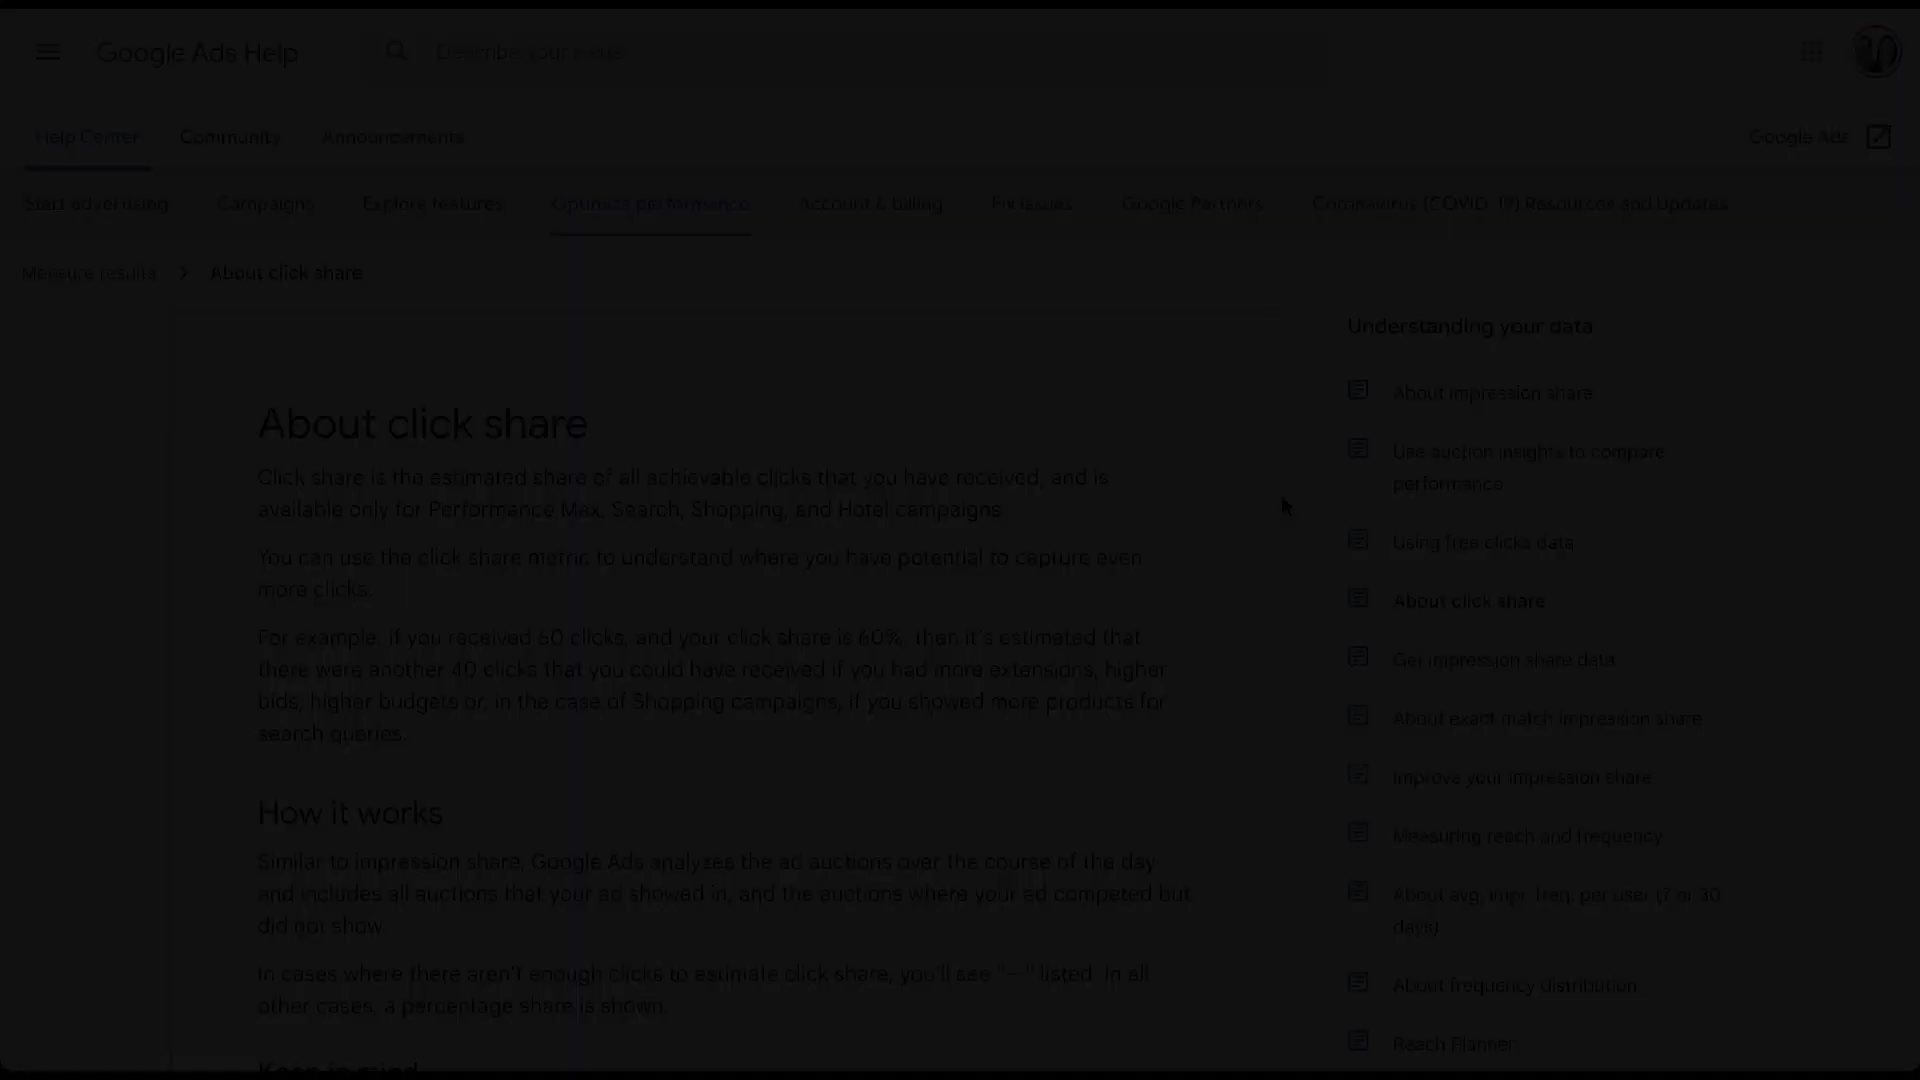 Google Ads Help
Describe your issue
Help Center
Community
Announcements
Google Ads
Start advertising
Campaigns
Explore features
Optimize performance
Account & billing
Fix issues
Google Partners
Coronavirus (COVID-19) Resources and Updates
Measure results
About click share
About click share
Click share is the estimated share of all achievable clicks that you have received, and is
available only for Performance Max, Search, Shopping, and Hotel campaigns.
You can use the click share metric to understand where you have potential to capture even
more clicks.
For example, if you received 60 clicks, and your click share is 60%, then it's estimated that
there were another 40 clicks that you could have received if you had more extensions, higher
bids, higher budgets or, in the case of Shopping campaigns, if you showed more products for
search queries.
How it works
Similar to impression share, Google Ads analyzes the ad auctions over the course of the day
and includes all auctions that your ad showed in, and the auctions where your ad competed but
did not show.
In cases where there aren't enough clicks to estimate click share, you'll see "--" listed. In all
other cases, a percentage share is shown.
Keep in mind
Understanding your data
About impression share
Use auction insights to compare
performance
Using free clicks data
About click share
Get impression share data
About exact match impression share
Improve your impression share
Measuring reach and frequency
About avg. impr. freq. per user (7 or 30
days)
About frequency distribution
Reach Planner